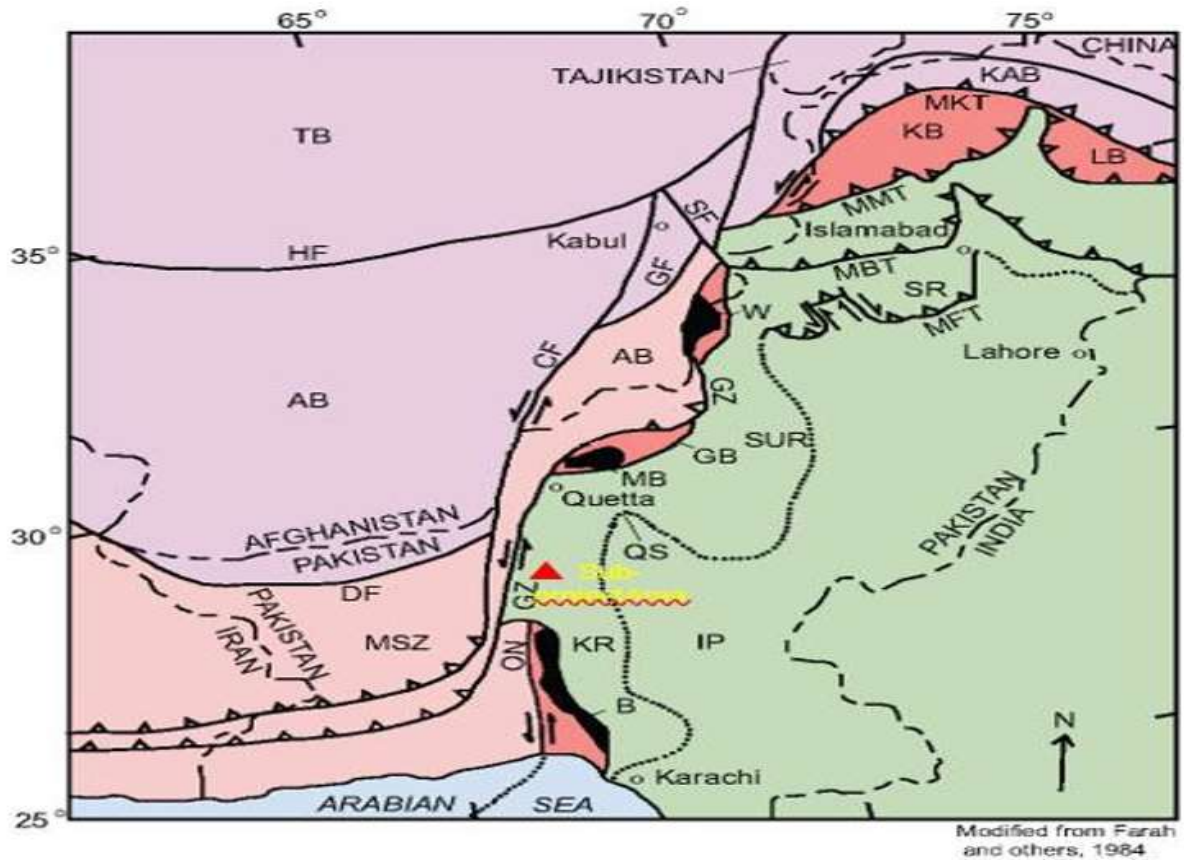 65°
70°
75°
CHINA
TAJIKISTAN
KAB
MKT
TB
KB
LB
SF
MMT
Kabul
Islamabad
35°
HF
GF
MBT
SR
W
MFT
CF
AB
Lahore
GZ
AB
SUR
GB
MB
Quetta
PAKISTAN
INDIA
30°
AFGHANISTAN
PAKISTAN
QS
Sub-
GZ
DF
PAKISTAN
IRAN
MSZ
ON
KR
IP
B
N
Karachi
ARABIAN SEA
25°
Modified from Farah
and others, 1984